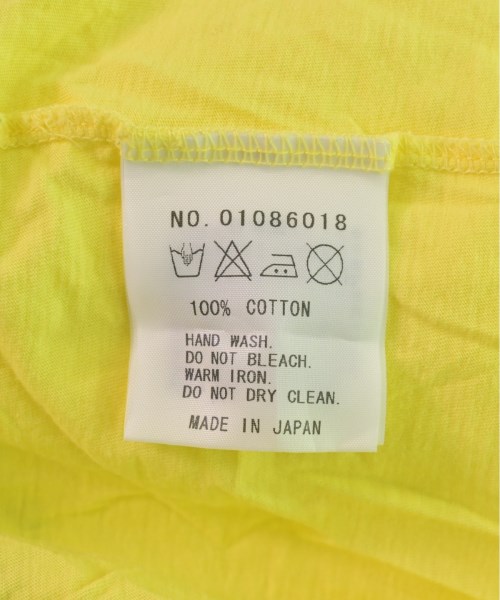 NO. 01086018
100% COTTON
HAND WASH.
DO NOT BLEACH.
WARM IRON.
DO NOT DRY CLEAN.
MADE IN JAPAN